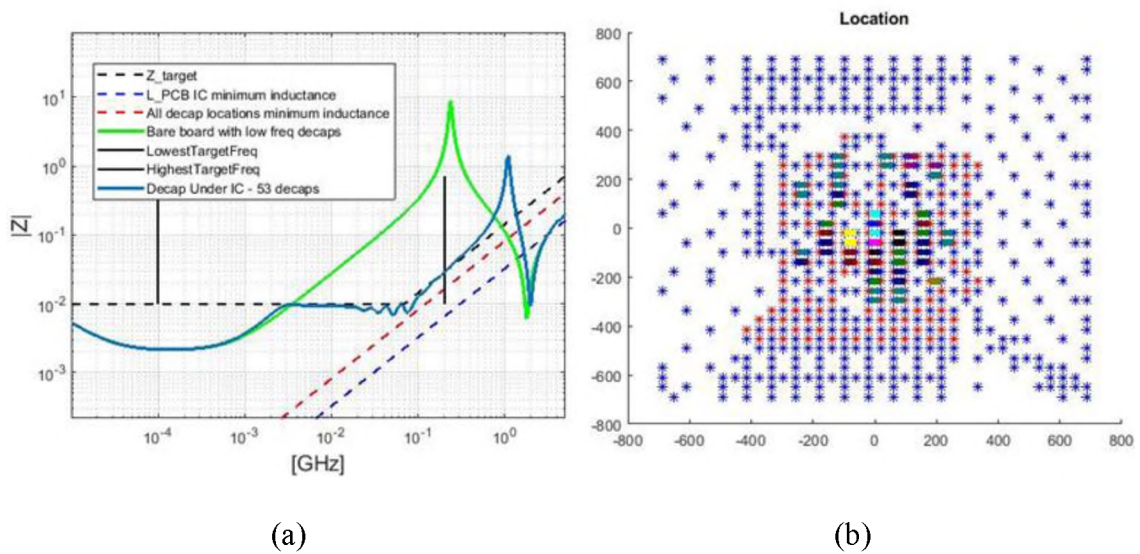 Z_target
L_PCB IC minimum inductance
All decap locations minimum inductance
Bare board with low freq decaps
LowestTargetFreq
HighestTargetFreq
Decap Under IC - 53 decaps
10^1
10^0
10^-1
10^-2
10^-3
|Z|
10^-4
10^-3
10^-2
10^-1
10^0
[GHz]
(a)
Location
800
600
400
200
0
-200
-400
-600
-800
-800
-600
-400
-200
0
200
400
600
800
(b)